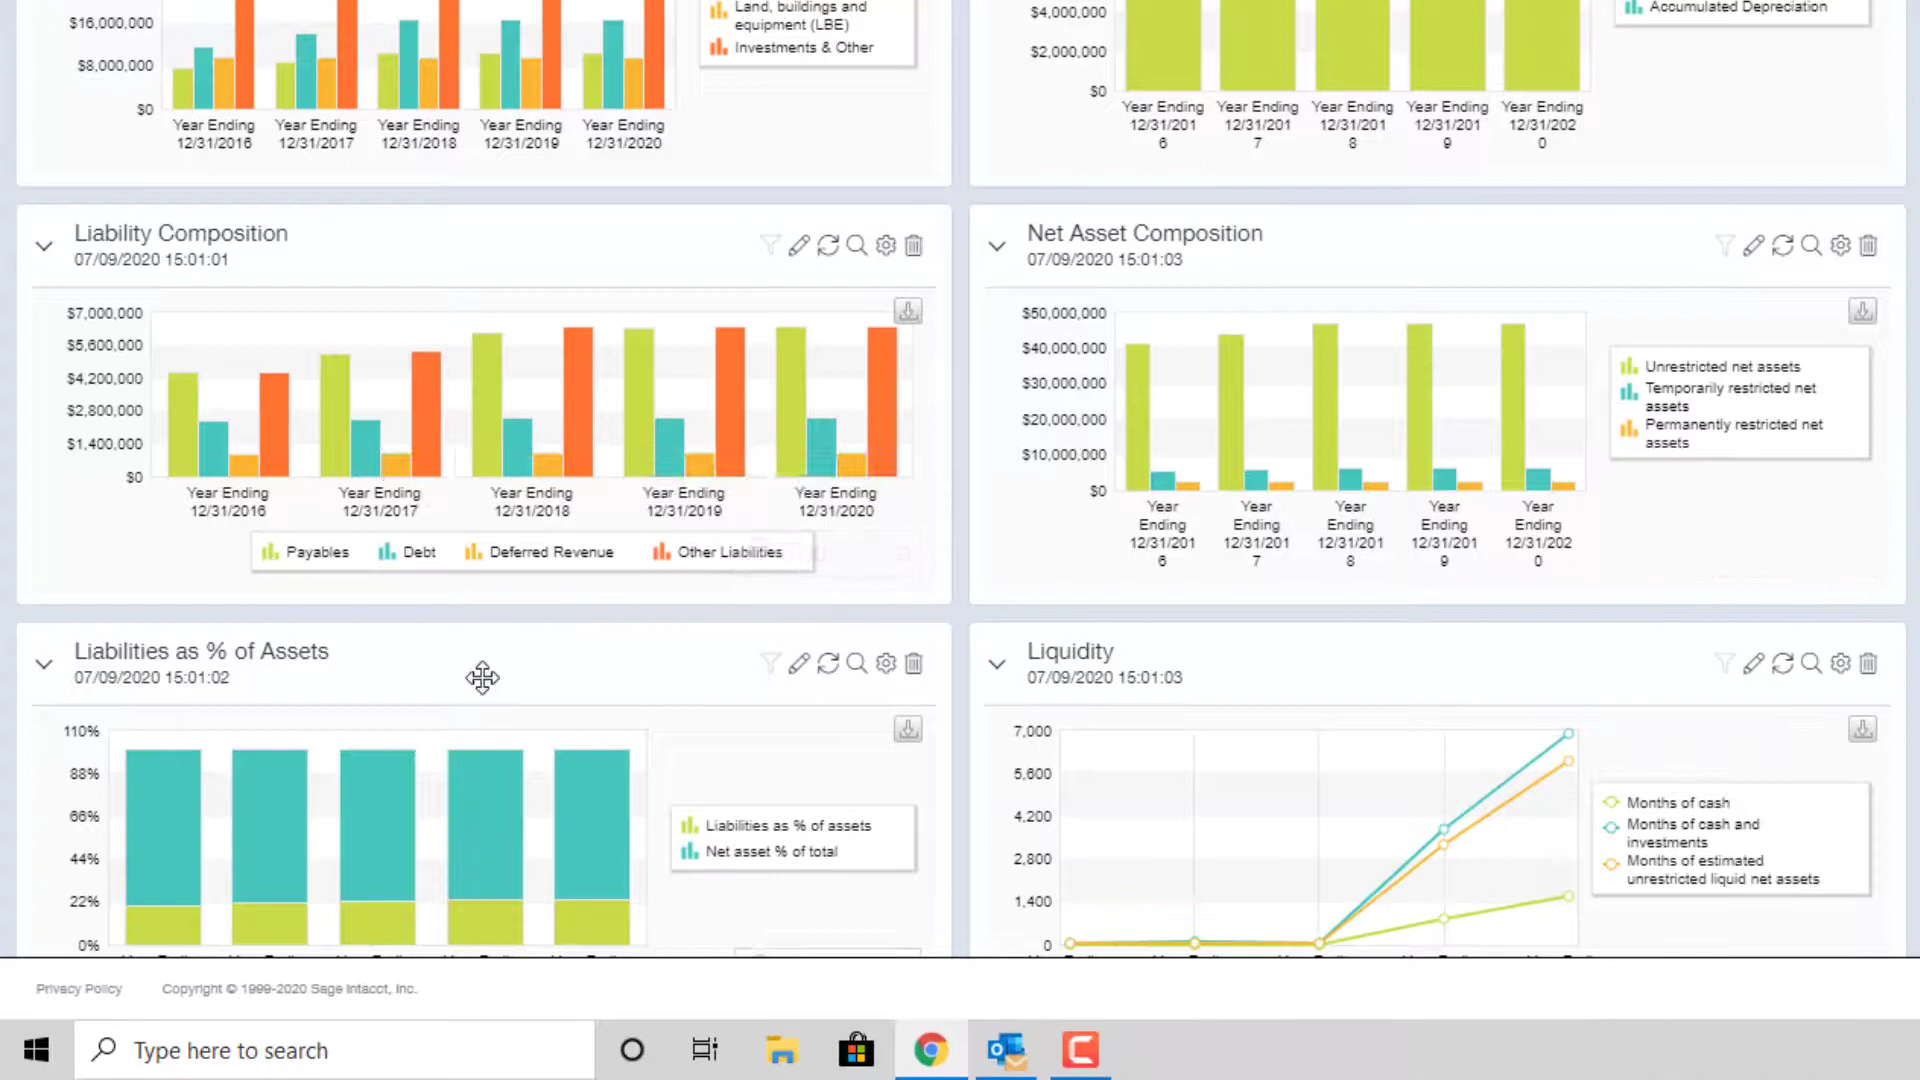 $16,000,000
$8,000,000
$0
Year Ending 12/31/2016
Year Ending 12/31/2017
Year Ending 12/31/2018
Year Ending 12/31/2019
Year Ending 12/31/2020
Land, buildings and
equipment (LBE)
Investments & Other
$4,000,000
$2,000,000
$0
Year Ending
12/31/201
6
Year Ending
12/31/201
7
Year Ending
12/31/201
8
Year Ending
12/31/201
9
Year Ending
12/31/202
0
Accumulated Depreciation
Liability Composition
07/09/2020 15:01:01
$7,000,000
$5,600,000
$4,200,000
$2,800,000
$1,400,000
$0
Year Ending
12/31/2016
Year Ending
12/31/2017
Year Ending
12/31/2018
Year Ending
12/31/2019
Year Ending
12/31/2020
Payables Debt Deferred Revenue Other Liabilities
Net Asset Composition
07/09/2020 15:01:03
$50,000,000
$40,000,000
$30,000,000
$20,000,000
$10,000,000
$0
Year
Ending
12/31/201
6
Year
Ending
12/31/201
7
Year
Ending
12/31/201
8
Year
Ending
12/31/201
9
Year
Ending
12/31/202
0
Unrestricted net assets
Temporarily restricted net
assets
Permanently restricted net
assets
Liabilities as % of Assets
07/09/2020 15:01:02
110%
88%
66%
44%
22%
0%
Liabilities as % of assets
Net asset % of total
Liquidity
07/09/2020 15:01:03
7,000
5,600
4,200
2,800
1,400
0
Months of cash
Months of cash and
investments
Months of estimated
unrestricted liquid net assets
Privacy Policy Copyright © 1999-2020 Sage Intacct, Inc.
Type here to search